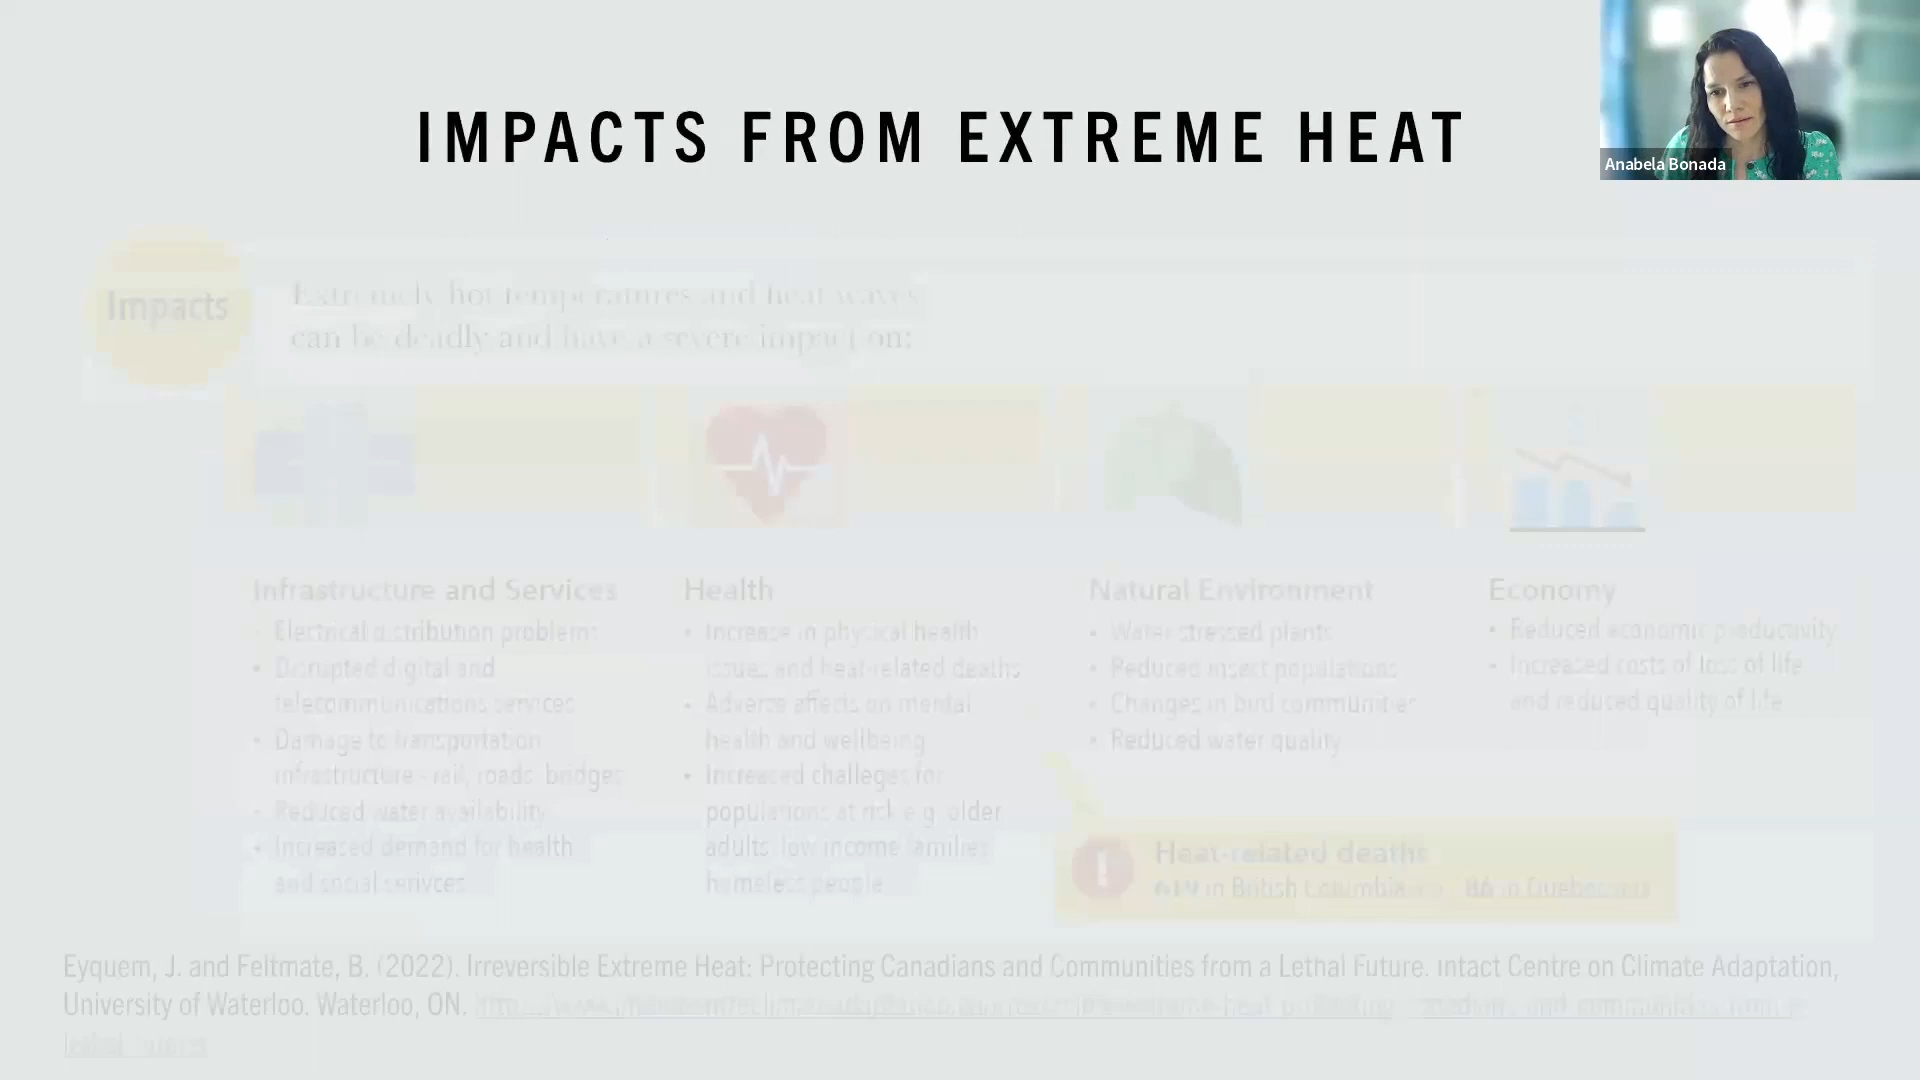 IMPACTS FROM EXTREME HEAT
Anabela Bonada
Impacts
Extremely hot temperatures and heat waves
can be deadly and have a severe impact on:
Infrastructure and Services
• Electrical distribution problems
• Disrupted digital and
telecommunications services
• Damage to transportation
infrastructure - rail, roads, bridges
• Reduced water availability
• Increased demand for health
and social serivces
Health
• Increase in physical health
issues and heat-related deaths
• Adverse affects on mental
health and wellbeing
• Increased challeges for
populations at risk e.g. older
adults, low income families
homeless people
Natural Environment
• Water stressed plants
• Reduced insect populations
• Changes in bird communities
• Reduced water quality
Economy
• Reduced economic productivity
• Increased costs of loss of life
and reduced quality of life
! Heat-related deaths
in British Columbia in Quebec
Eyquem, J. and Feltmate, B. (2022). Irreversible Extreme Heat: Protecting Canadians and Communities from a Lethal Future. Intact Centre on Climate Adaptation,
University of Waterloo. Waterloo, ON.